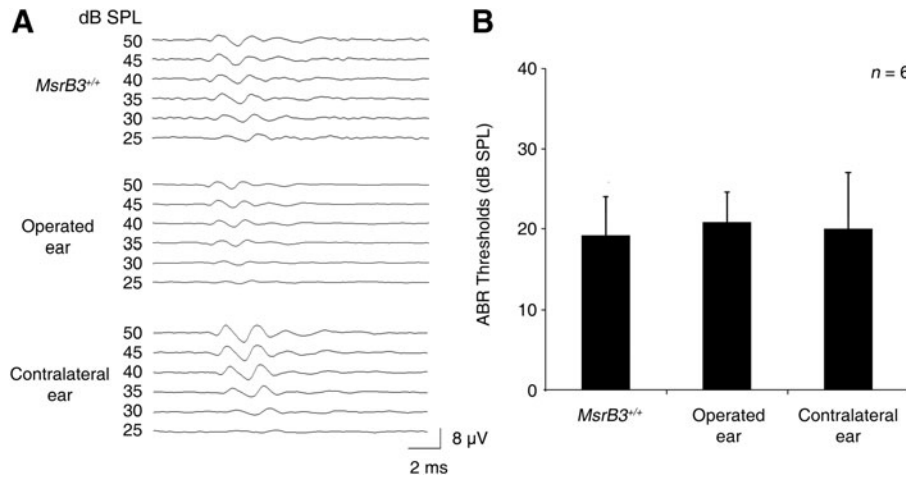 A
dB SPL
MsrB3+/+
50
45
40
35
30
25
Operated
ear
50
45
40
35
30
25
Contralateral
ear
50
45
40
35
30
25
8 µV
2 ms
B
n = 6
ABR Thresholds (dB SPL)
40
30
20
10
0
MsrB3+/+
Operated
ear
Contralateral
ear